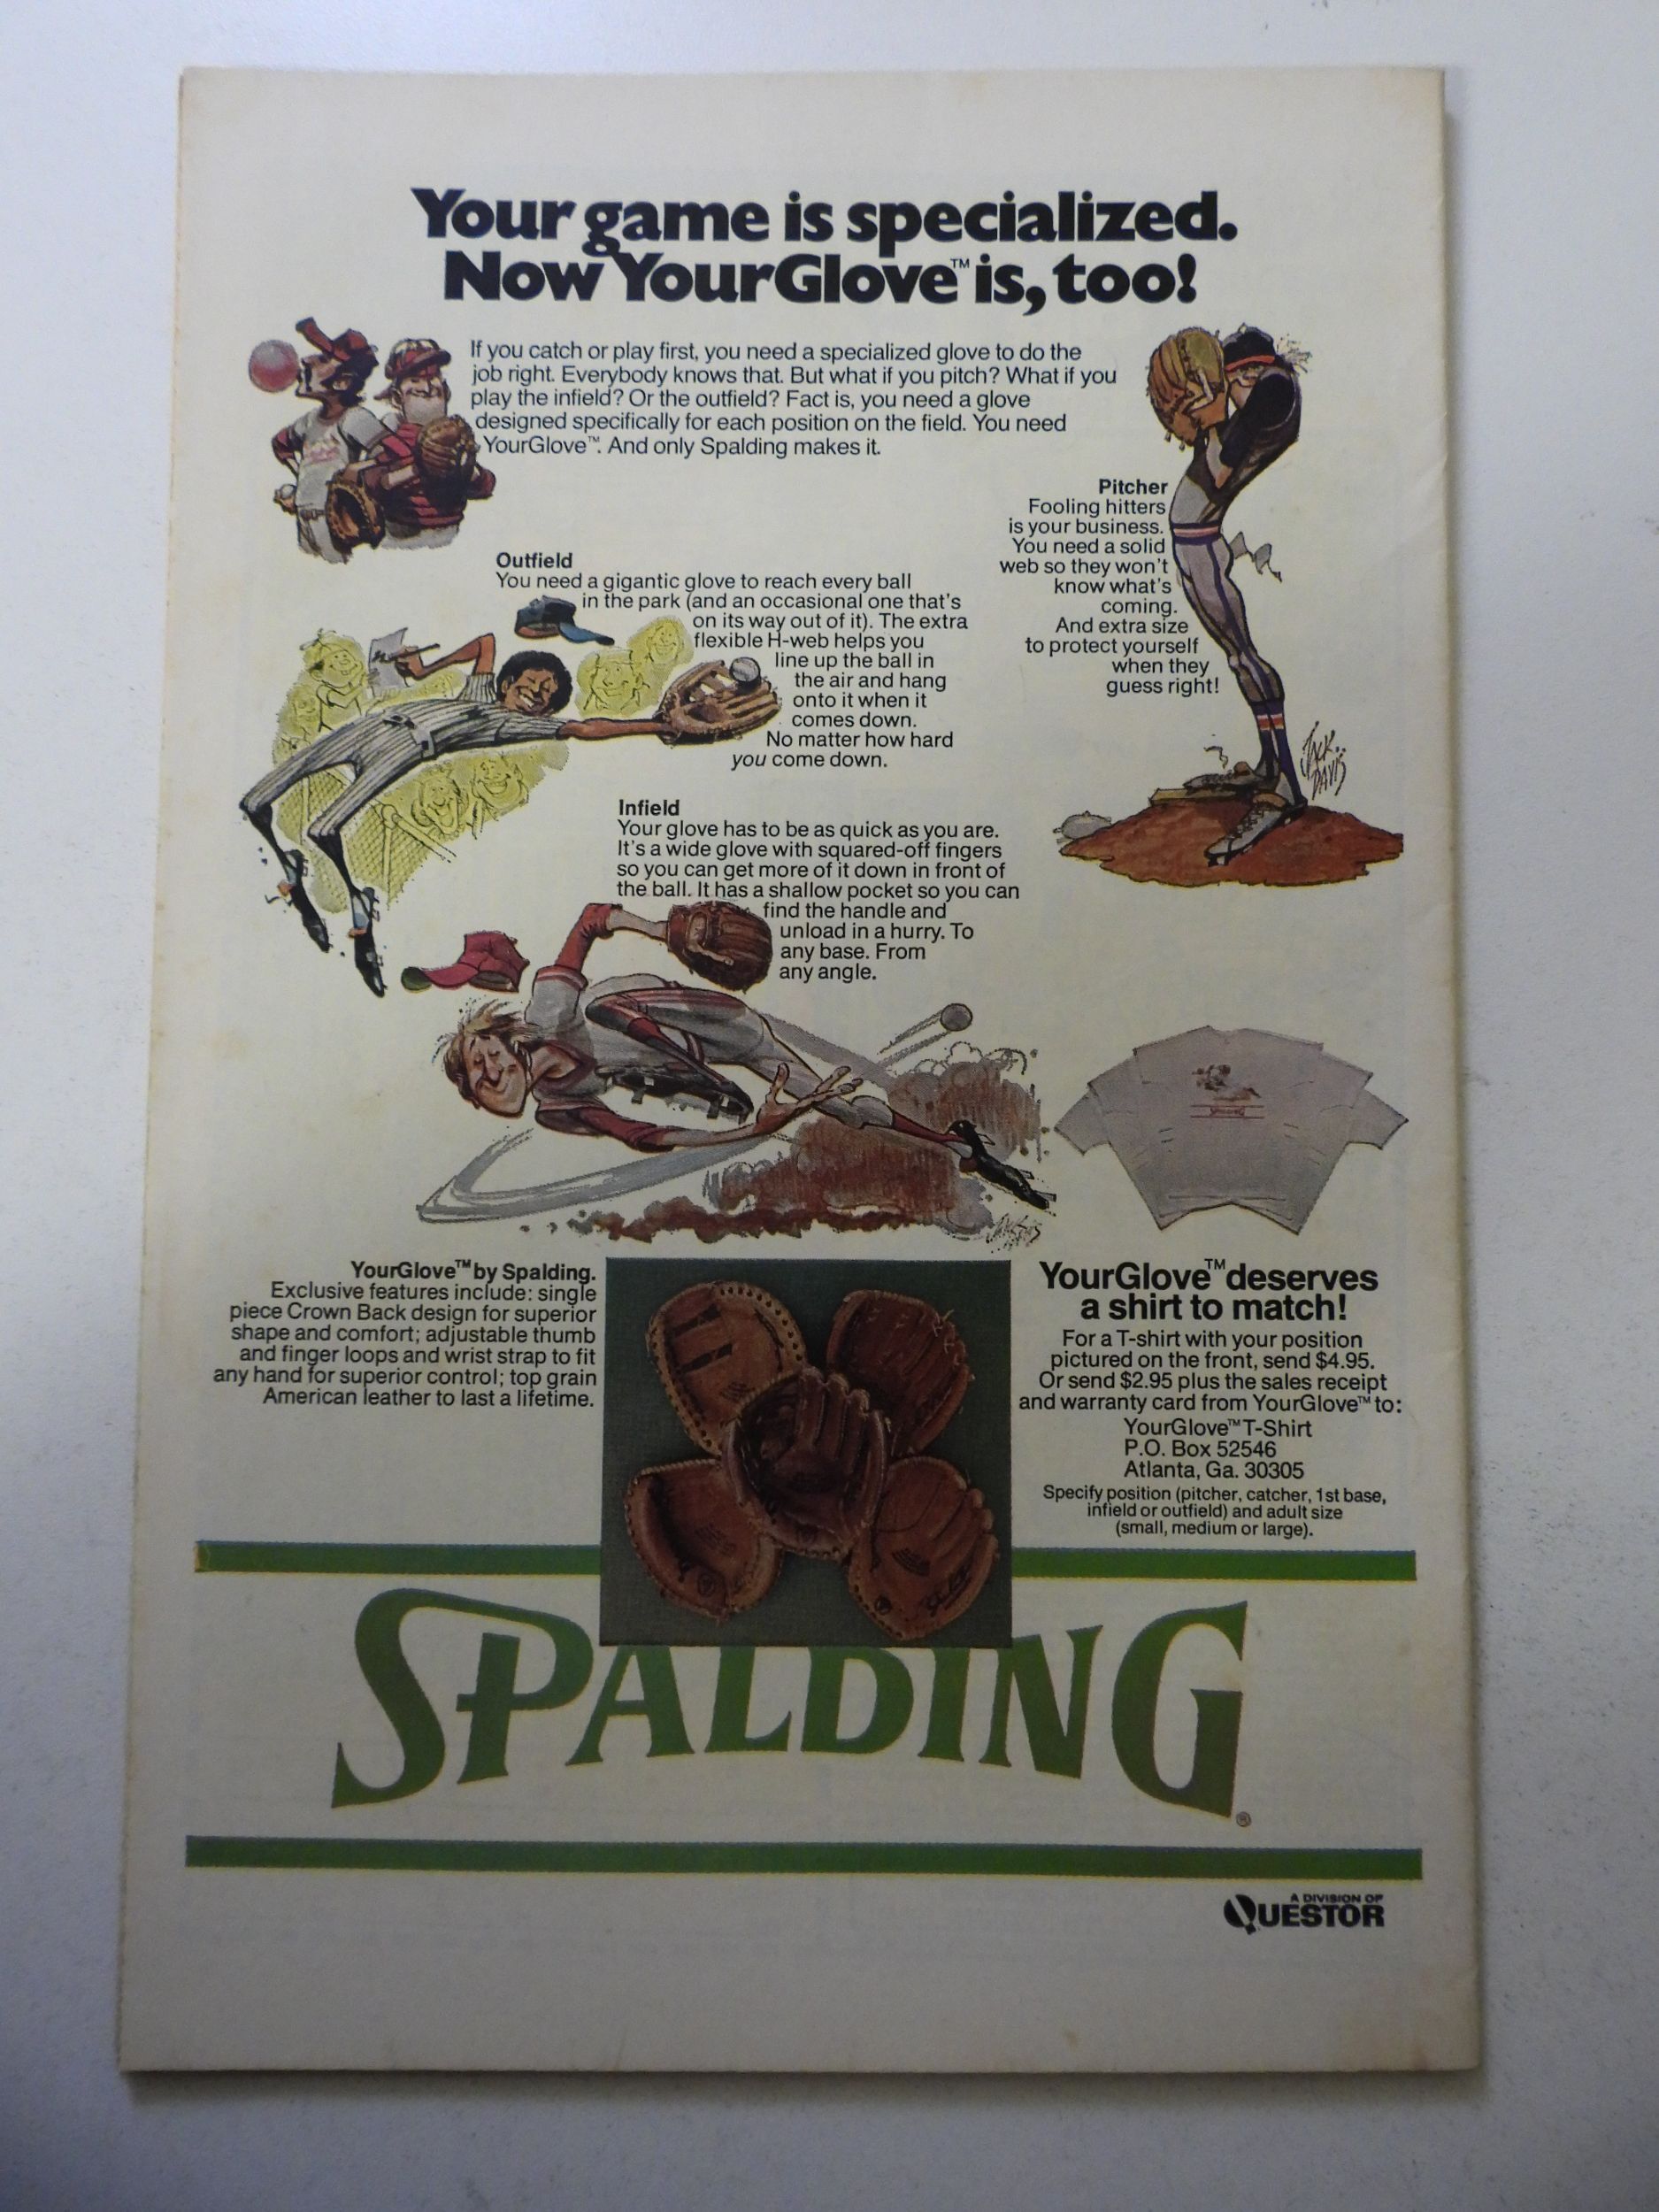 Your game is specialized.
Now YourGlove™ is, too!
If you catch or play first, you need a specialized glove to do the
job right. Everybody knows that. But what if you pitch? What if you
play the infield? Or the outfield? Fact is, you need a glove
designed specifically for each position on the field. You need
YourGlove™. And only Spalding makes it.
Pitcher
Fooling hitters
is your business.
You need a solid
web so they won't
know what's
coming.
And extra size
to protect yourself
when they
guess right!
JACK DAVIS
Outfield
You need a gigantic glove to reach every ball
in the park (and an occasional one that's
on its way out of it). The extra
flexible H-web helps you
line up the ball in
the air and hang
onto it when it
comes down.
No matter how hard
you come down.
Infield
Your glove has to be as quick as you are.
It's a wide glove with squared-off fingers
so you can get more of it down in front of
the ball. It has a shallow pocket so you can
find the handle and
unload in a hurry. To
any base. From
any angle.
SPALDING
YourGlove™ by Spalding.
Exclusive features include: single
piece Crown Back design for superior
shape and comfort; adjustable thumb
and finger loops and wrist strap to fit
any hand for superior control; top grain
American leather to last a lifetime.
YourGlove™ deserves
a shirt to match!
For a T-shirt with your position
pictured on the front, send $4.95.
Or send $2.95 plus the sales receipt
and warranty card from YourGlove™ to:
YourGlove™ T-Shirt
P.O. Box 52546
Atlanta, Ga. 30305
Specify position (pitcher, catcher, 1st base,
infield or outfield) and adult size
(small, medium or large).
SPALDING®
A DIVISION OF
QUESTOR